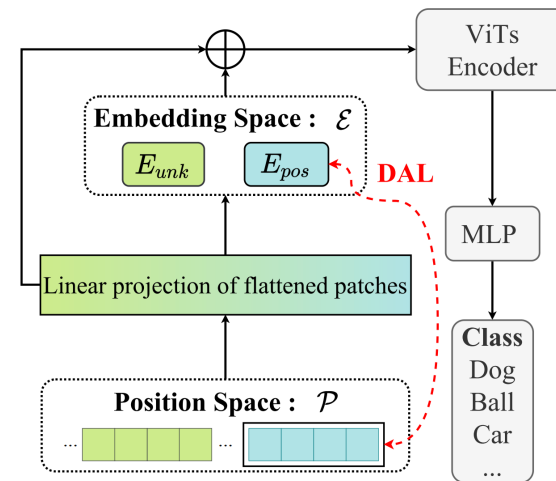 ViTs
Encoder
Embedding Space : ℰ
E_unk
E_pos
DAL
MLP
Linear projection of flattened patches
Position Space : 𝒫
... ...
Class
Dog
Ball
Car
...